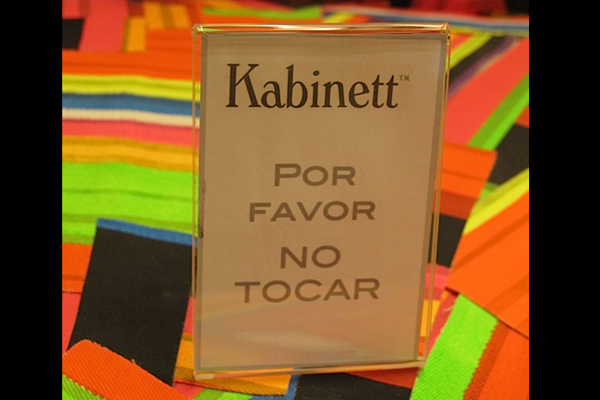 Kabinett™
POR
FAVOR
NO
TOCAR